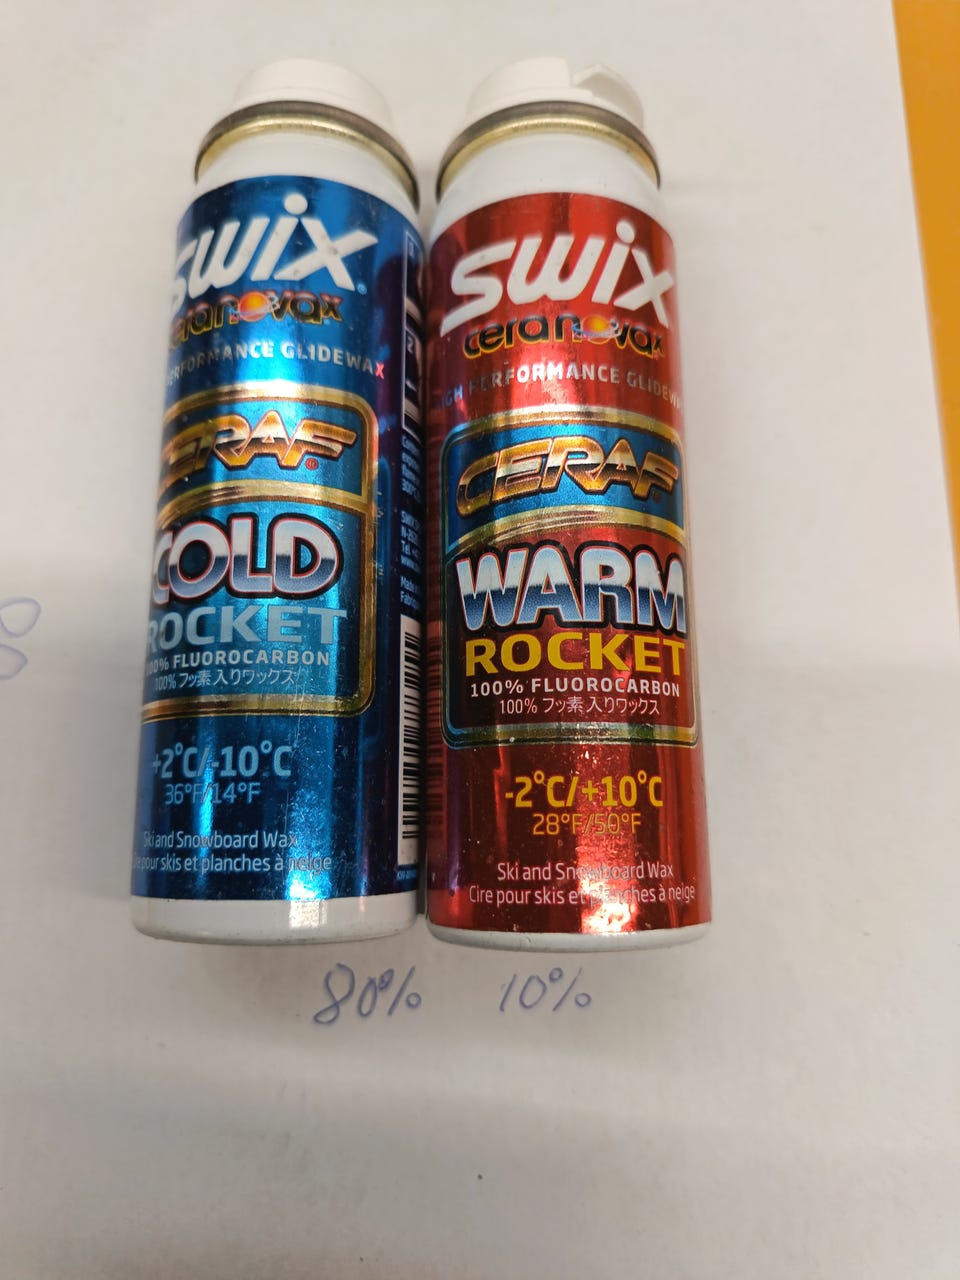 swix
ceranovax
PERFORMANCE GLIDEWAX
CERAF®
COLD
ROCKET
100% FLUOROCARBON
100% フッ素入りワックス
+2°C/-10°C
36°F/14°F
Ski and Snowboard Wax
pour skis et planches à neige
swix
ceranovax
HIGH PERFORMANCE
CERAF
WARM
ROCKET
100% FLUOROCARBON
100% フッ素入りワックス
-2°C/+10°C
28°F/50°F
Ski and Snowboard Wax
Cire pour skis et planches à neige
80% 10%